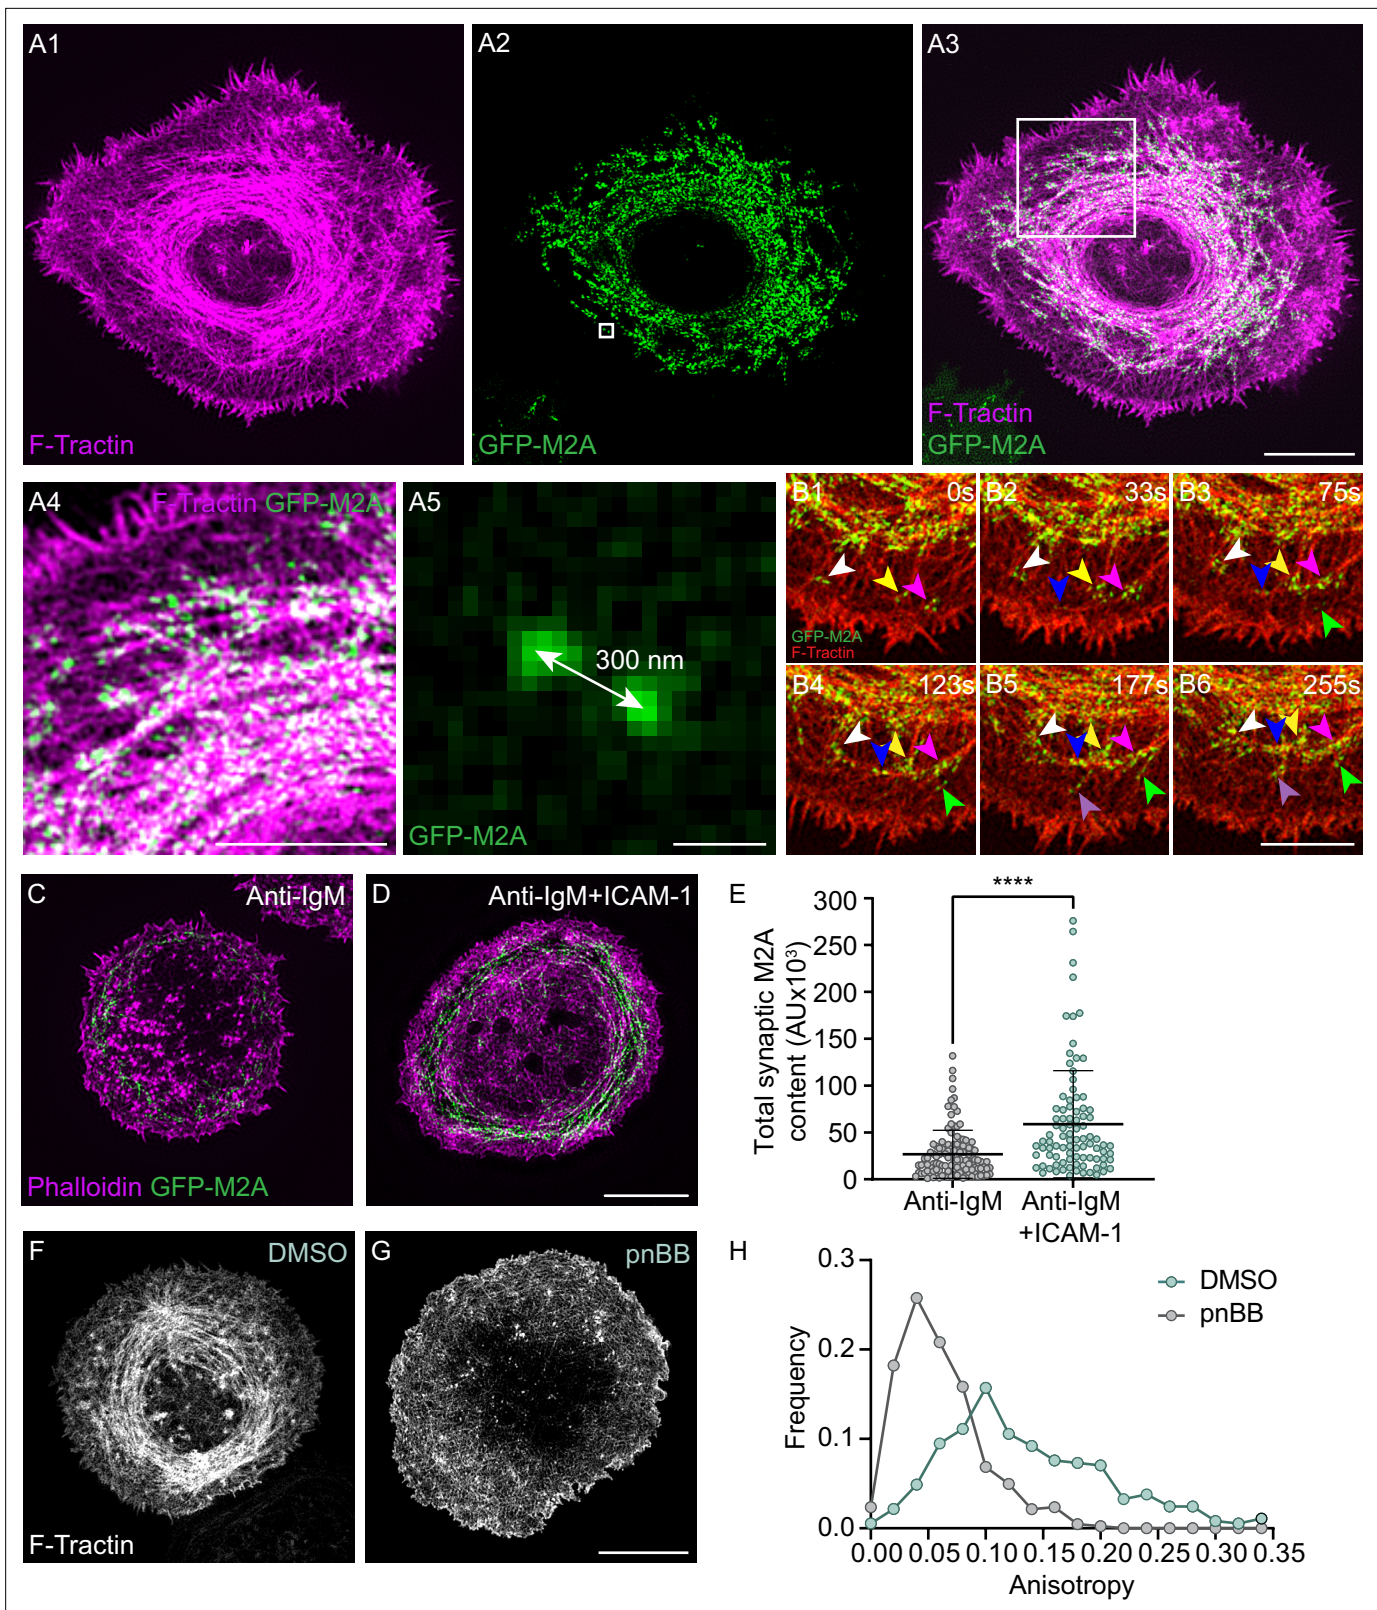 A1
F-Tractin
A2
GFP-M2A
A3
F-Tractin
GFP-M2A
A4
F-Tractin GFP-M2A
A5
300 nm
GFP-M2A
B1 0s
GFP-M2A
F-Tractin
B2 33s
B3 75s
B4 123s
B5 177s
B6 255s
C Anti-IgM
Phalloidin GFP-M2A
D Anti-IgM+ICAM-1
E
****
Total synaptic M2A
content (AUx10³)
300
250
200
150
100
50
0
Anti-IgM
Anti-IgM
+ICAM-1
F DMSO
F-Tractin
G pnBB
H
Frequency
0.3
0.2
0.1
0.0
DMSO
pnBB
0.00 0.05 0.10 0.15 0.20 0.25 0.30 0.35
Anisotropy